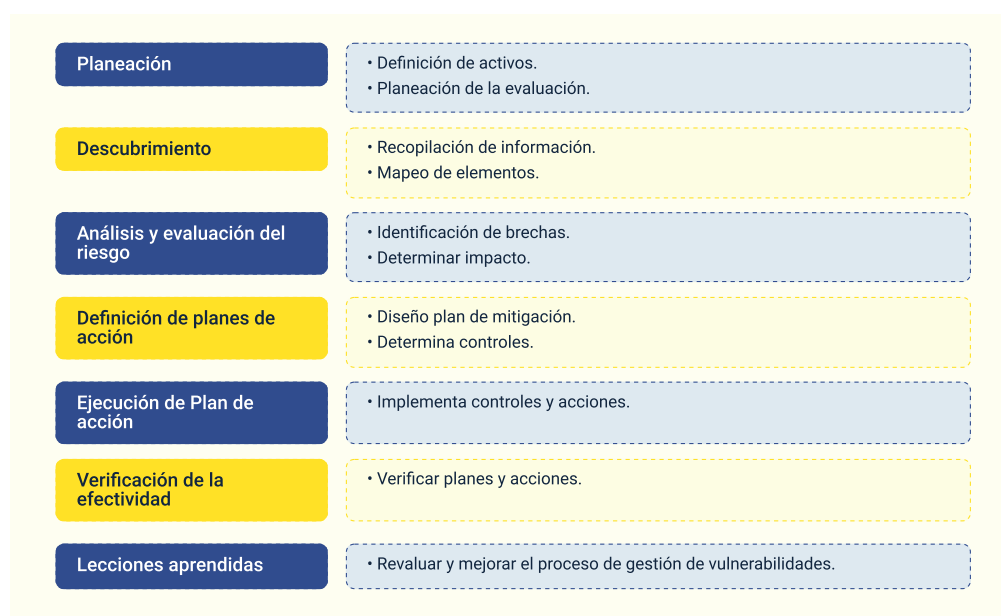 Planeación
• Definición de activos.
• Planeación de la evaluación.
Descubrimiento
• Recopilación de información.
• Mapeo de elementos.
Análisis y evaluación del
riesgo
• Identificación de brechas.
• Determinar impacto.
Definición de planes de
acción
• Diseño plan de mitigación.
• Determina controles.
Ejecución de Plan de
acción
• Implementa controles y acciones.
Verificación de la
efectividad
• Verificar planes y acciones.
Lecciones aprendidas
• Revaluar y mejorar el proceso de gestión de vulnerabilidades.